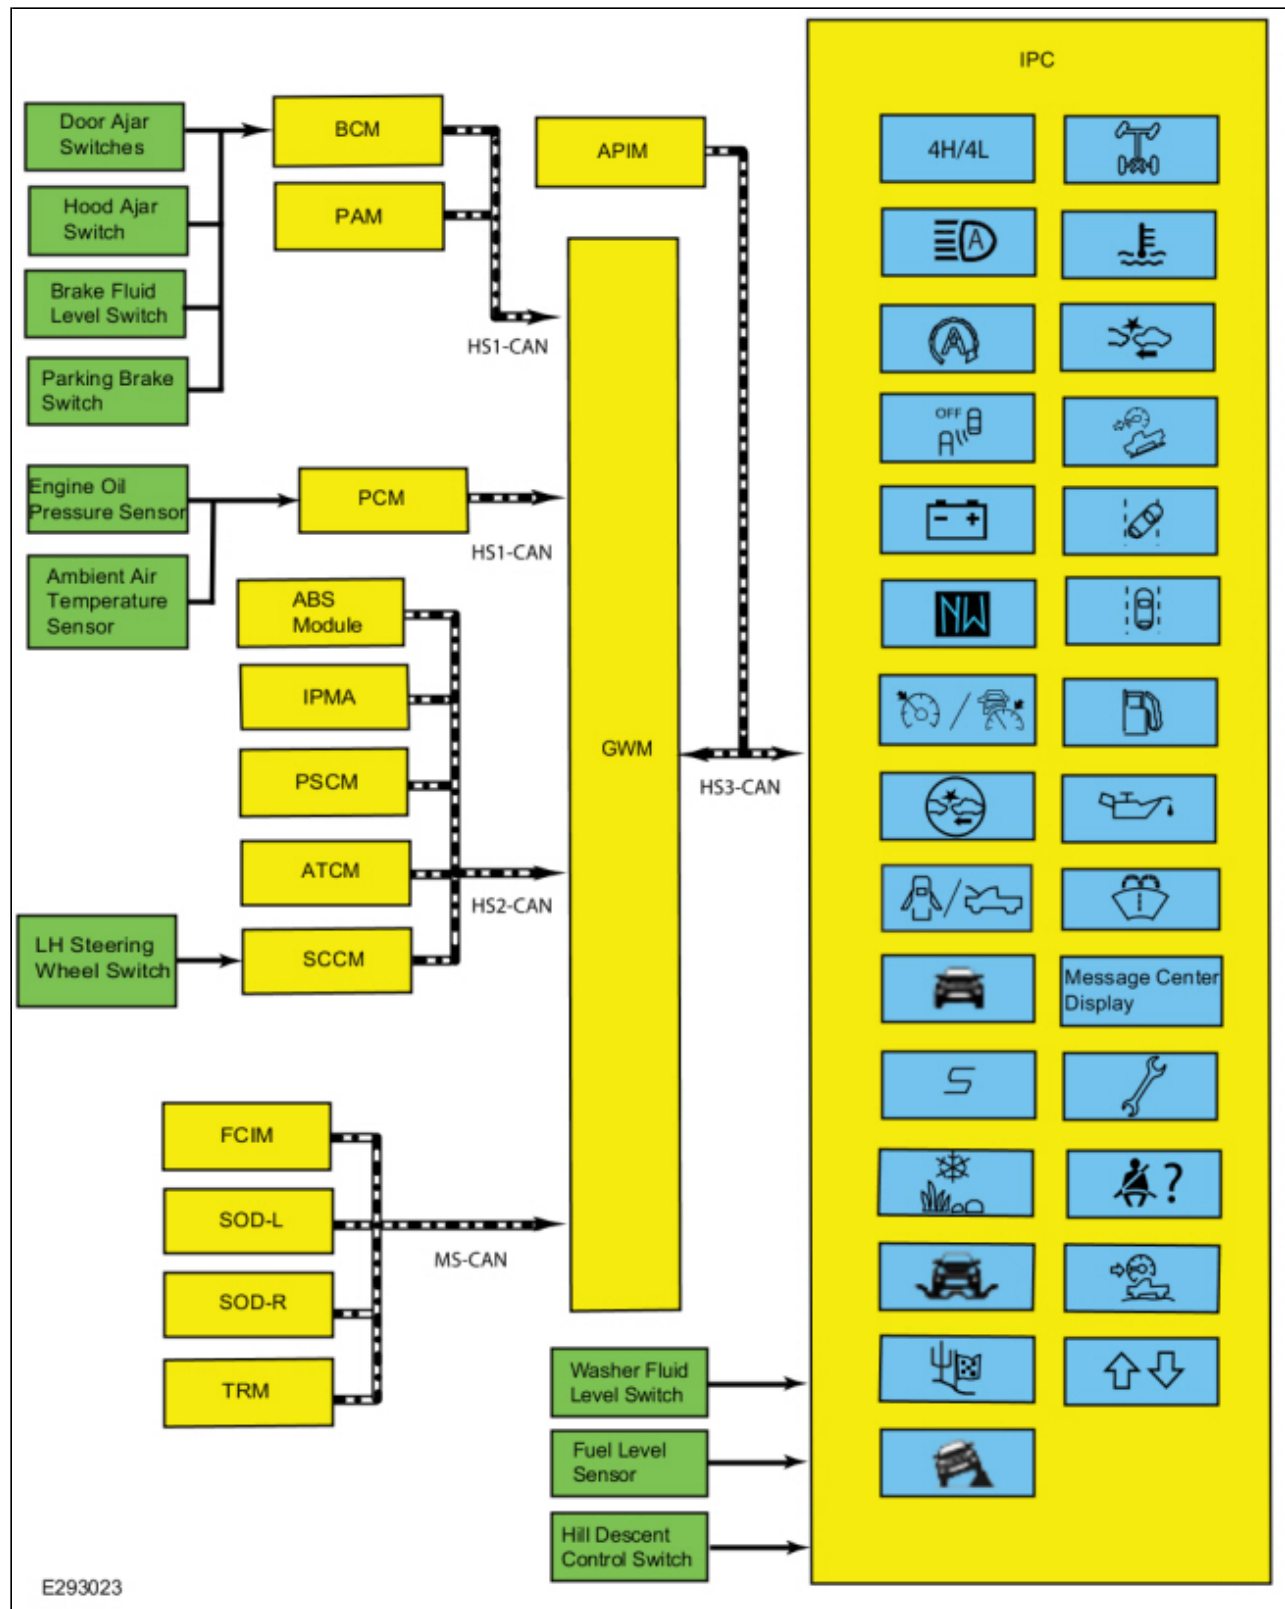 IPC
Door Ajar
Switches
BCM
APIM
4H/4L
PAM
Hood Ajar
Switch
A
Brake Fluid
Level Switch
HS1-CAN
A
Parking Brake
Switch
OFF
A
Engine Oil
Pressure Sensor
PCM
HS1-CAN
Ambient Air
Temperature
Sensor
ABS
Module
NW
IPMA
GWM
PSCM
HS3-CAN
ATCM
HS2-CAN
LH Steering
Wheel Switch
SCCM
Message Center
Display
S
FCIM
?
SOD-L
MS-CAN
SOD-R
TRM
Washer Fluid
Level Switch
Fuel Level
Sensor
Hill Descent
Control Switch
E293023